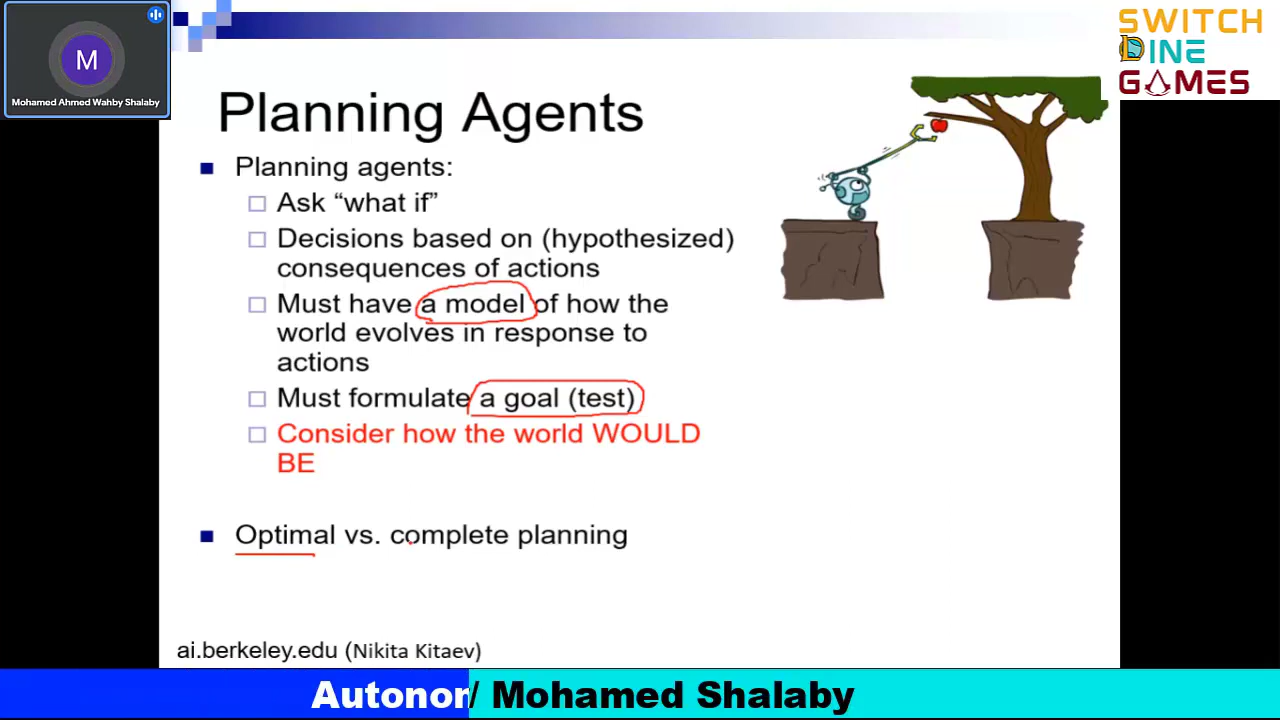 M
Mohamed Ahmed Wahby Shalaby
SWITCH
DINE
GAMES
Planning Agents
Planning agents:
Ask “what if”
Decisions based on (hypothesized)
consequences of actions
Must have a model of how the
world evolves in response to
actions
Must formulate a goal (test)
Consider how the world WOULD
BE
Optimal vs. complete planning
ai.berkeley.edu (Nikita Kitaev)
Autonor/ Mohamed Shalaby